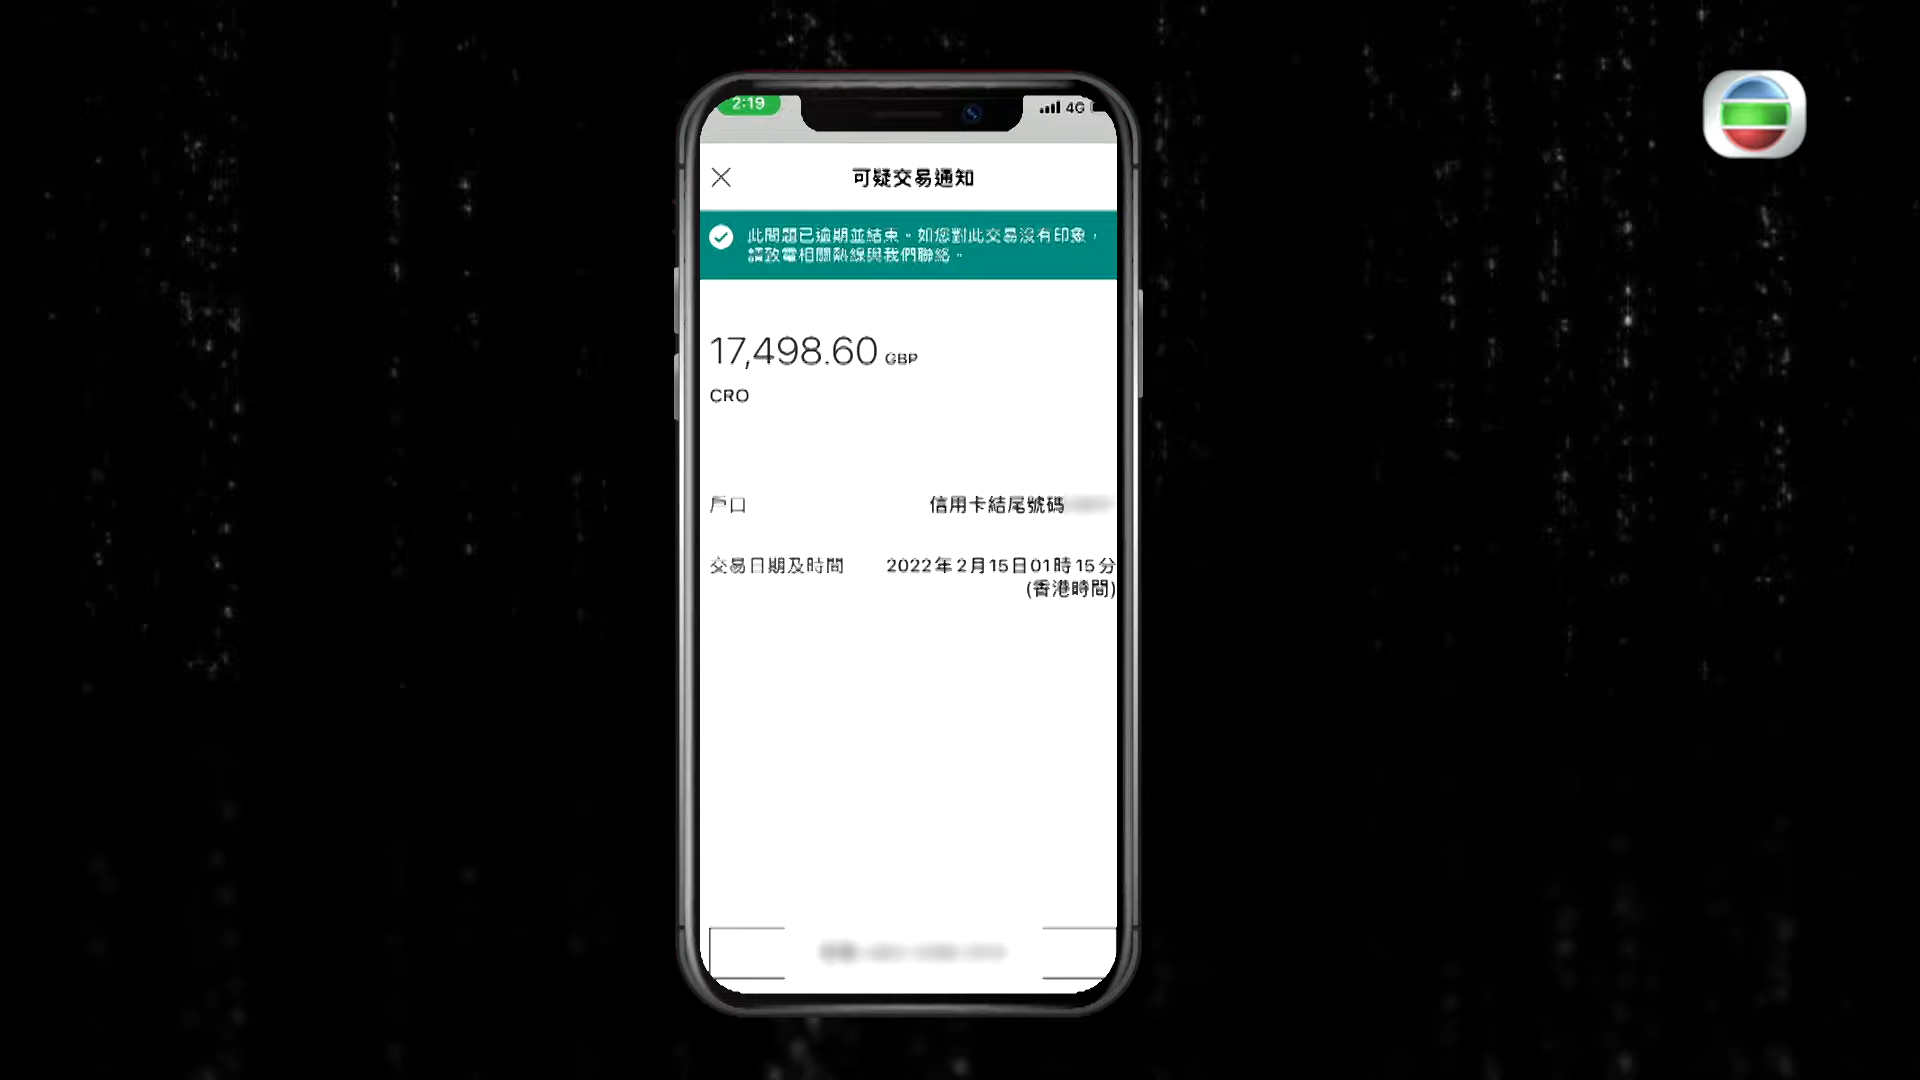 2:19
4G
可疑交易通知
此問題已逾期並結束。如您對此交易沒有印象，
請致電相關熱線與我們聯絡。
17,498.60 GBP
CRO
戶口
信用卡結尾號碼
交易日期及時間
2022年2月15日01時15分
(香港時間)